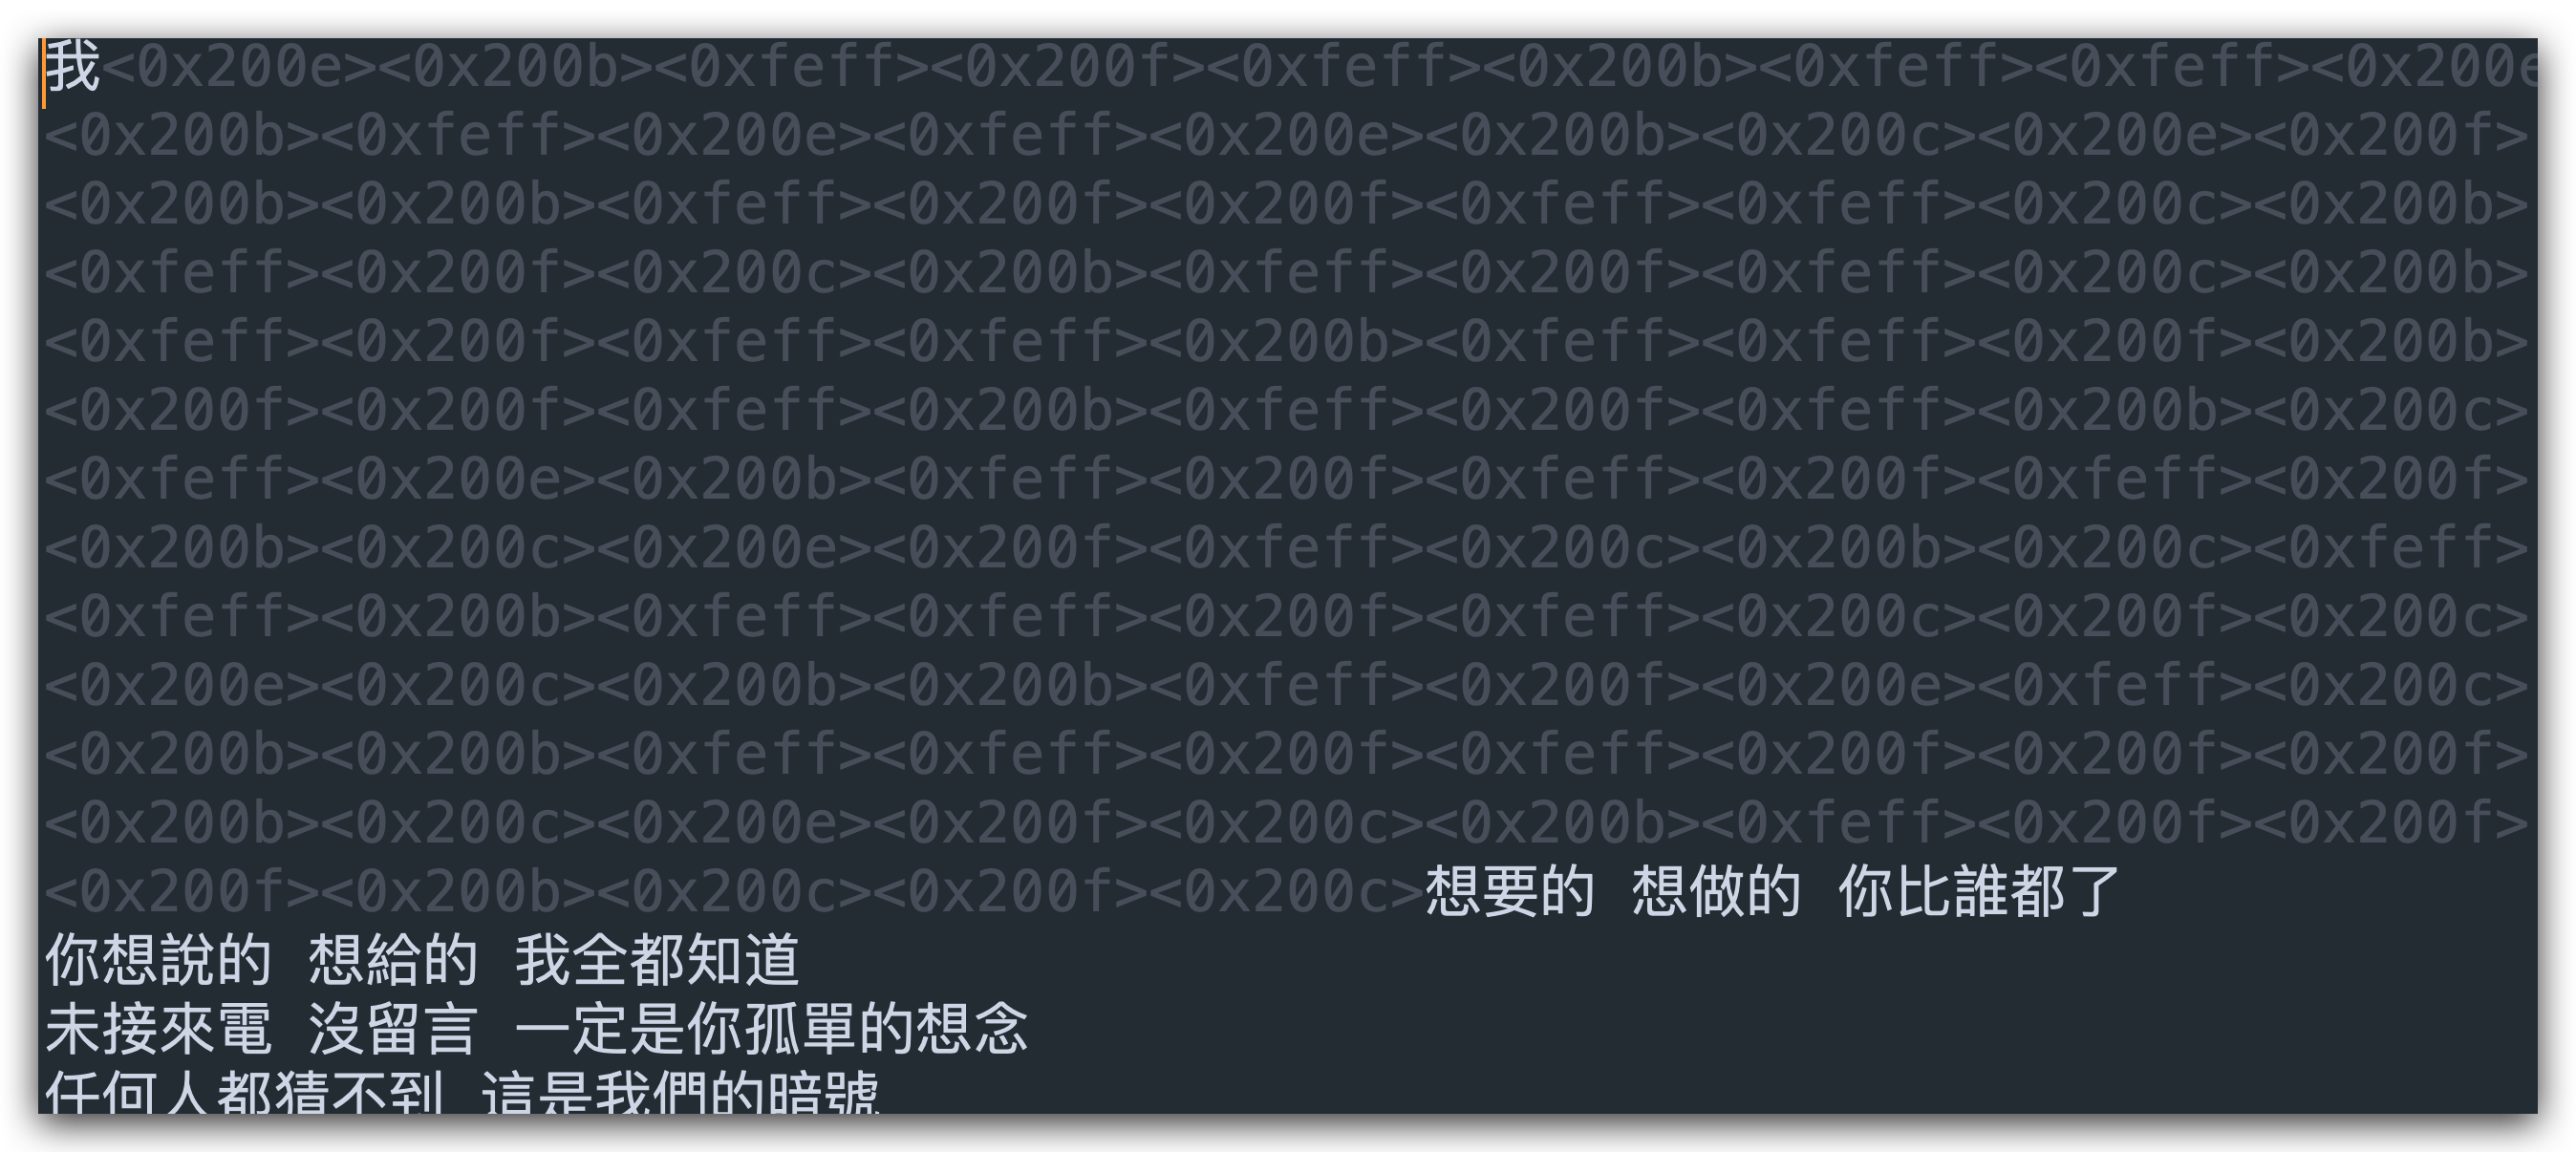 我<0x200e><0x200b><0xfeff><0x200f><0xfeff><0x200b><0xfeff><0xfeff><0x200e
<0x200b><0xfeff><0x200e><0xfeff><0x200e><0x200b><0x200c><0x200e><0x200f>
<0x200b><0x200b><0xfeff><0x200f><0x200f><0xfeff><0xfeff><0x200c><0x200b>
<0xfeff><0x200f><0x200c><0x200b><0xfeff><0x200f><0xfeff><0x200c><0x200b>
<0xfeff><0x200f><0xfeff><0xfeff><0x200b><0xfeff><0xfeff><0x200f><0x200b>
<0x200f><0x200f><0xfeff><0x200b><0xfeff><0x200f><0xfeff><0x200b><0x200c>
<0xfeff><0x200e><0x200b><0xfeff><0x200f><0xfeff><0x200f><0xfeff><0x200f>
<0x200b><0x200c><0x200e><0x200f><0xfeff><0x200c><0x200b><0x200c><0xfeff>
<0xfeff><0x200b><0xfeff><0xfeff><0x200f><0xfeff><0x200c><0x200f><0x200c>
<0x200e><0x200c><0x200b><0x200b><0xfeff><0x200f><0x200e><0xfeff><0x200c>
<0x200b><0x200b><0xfeff><0xfeff><0x200f><0xfeff><0x200f><0x200f><0x200f>
<0x200b><0x200c><0x200e><0x200f><0x200c><0x200b><0xfeff><0x200f><0x200f>
<0x200f><0x200b><0x200c><0x200f><0x200c>想要的 想做的 你比誰都了
你想說的 想給的 我全都知道
未接來電 沒留言 一定是你孤單的想念
任何人都猜不到 這是我們的暗號